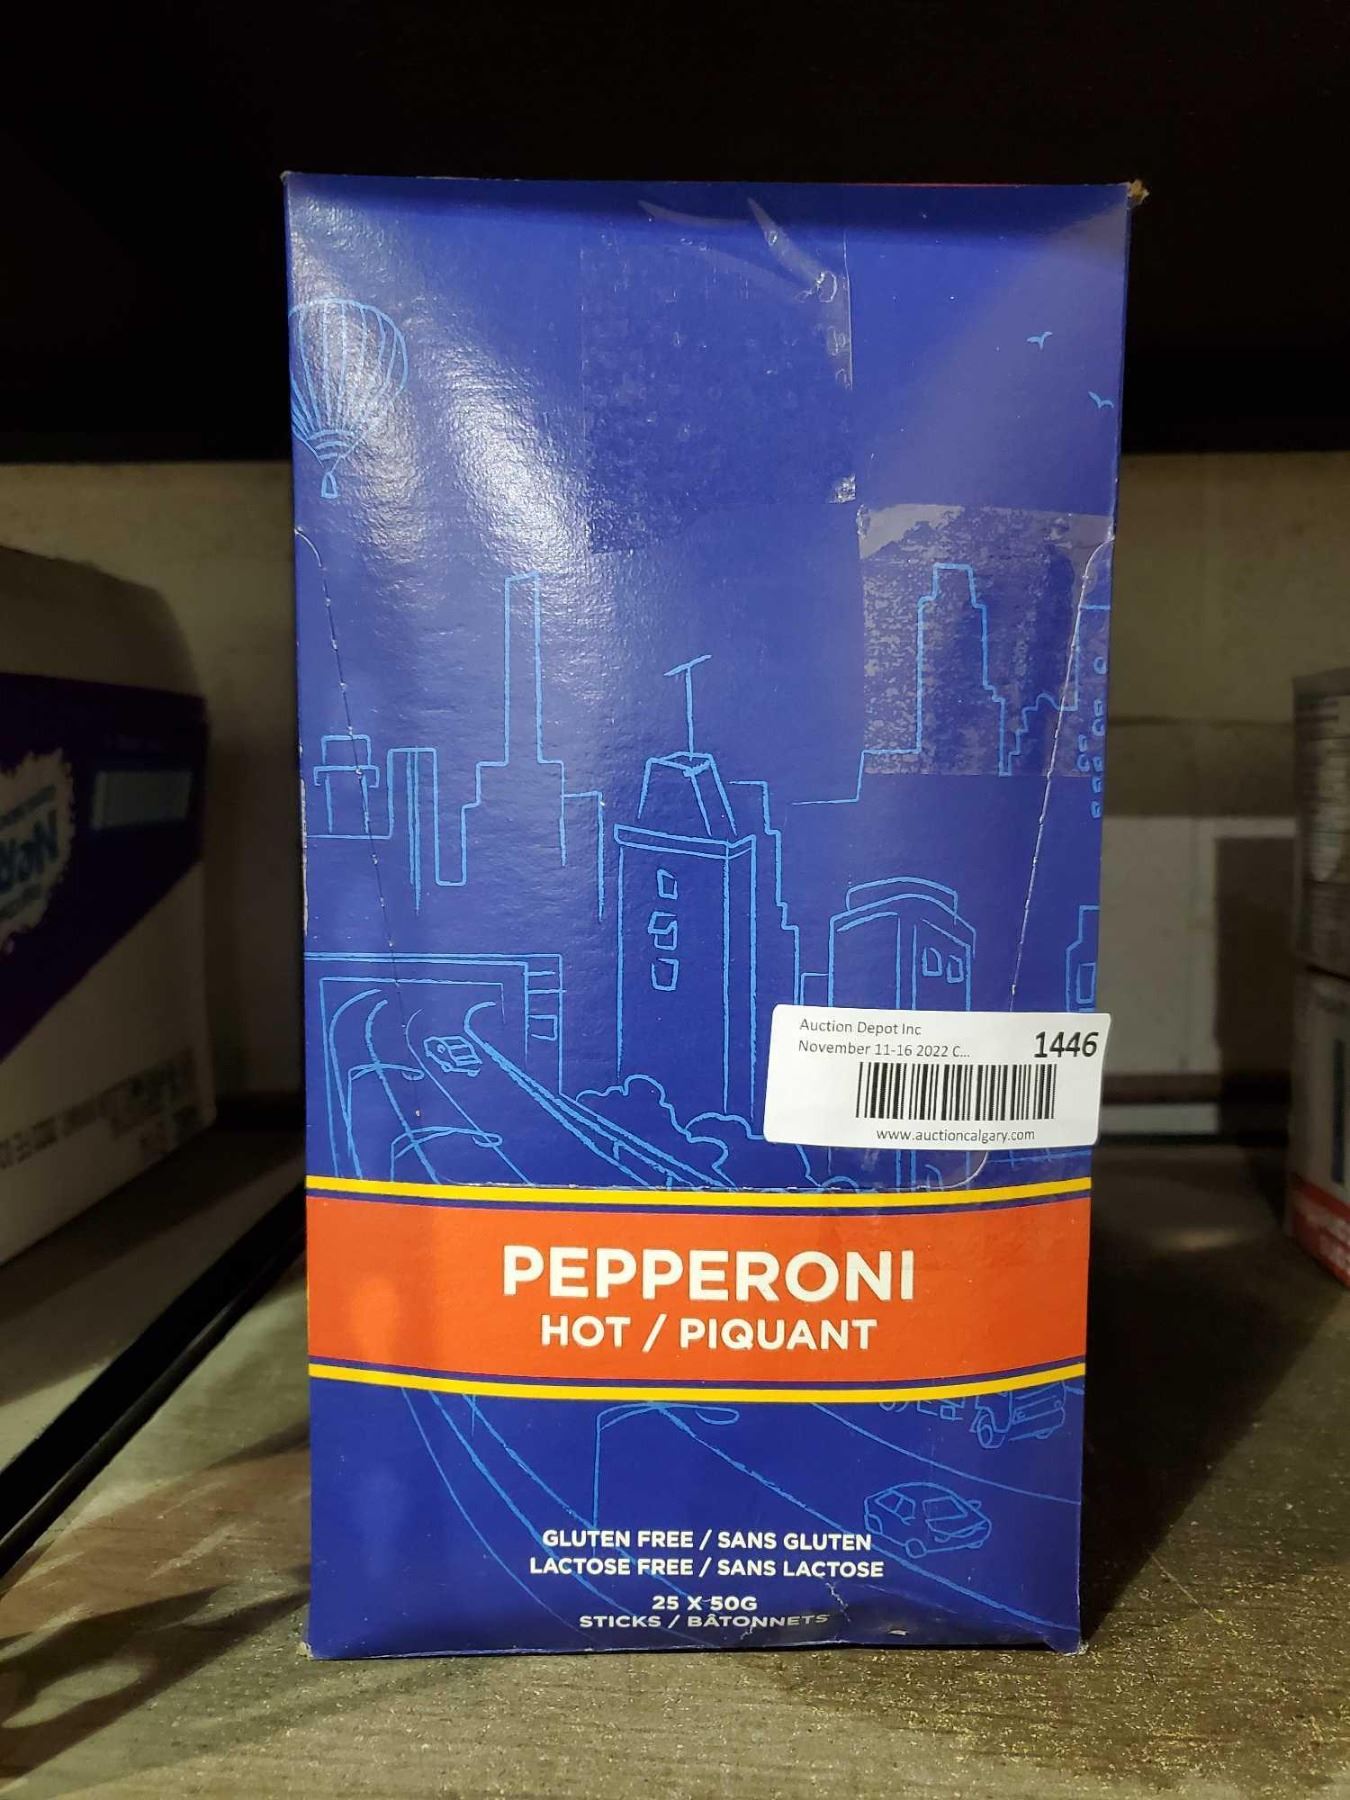 Auction Depot Inc
November 11-16 2022 C...
1446
www.auctioncalgary.com
PEPPERONI
HOT / PIQUANT
GLUTEN FREE / SANS GLUTEN
LACTOSE FREE / SANS LACTOSE
25 X 50G
STICKS / BÂTONNETS